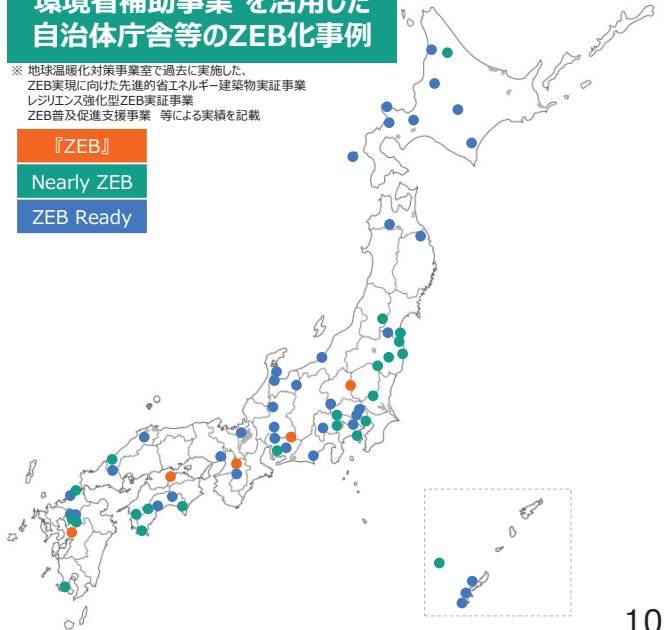 環境省補助事業※を活用した
自治体庁舎等のZEB化事例
※ 地球温暖化対策事業室で過去に実施した、
ZEB実現に向けた先進的省エネルギー建築物実証事業
レジリエンス強化型ZEB実証事業
ZEB普及促進支援事業 等による実績を記載
『ZEB』
Nearly ZEB
ZEB Ready
10